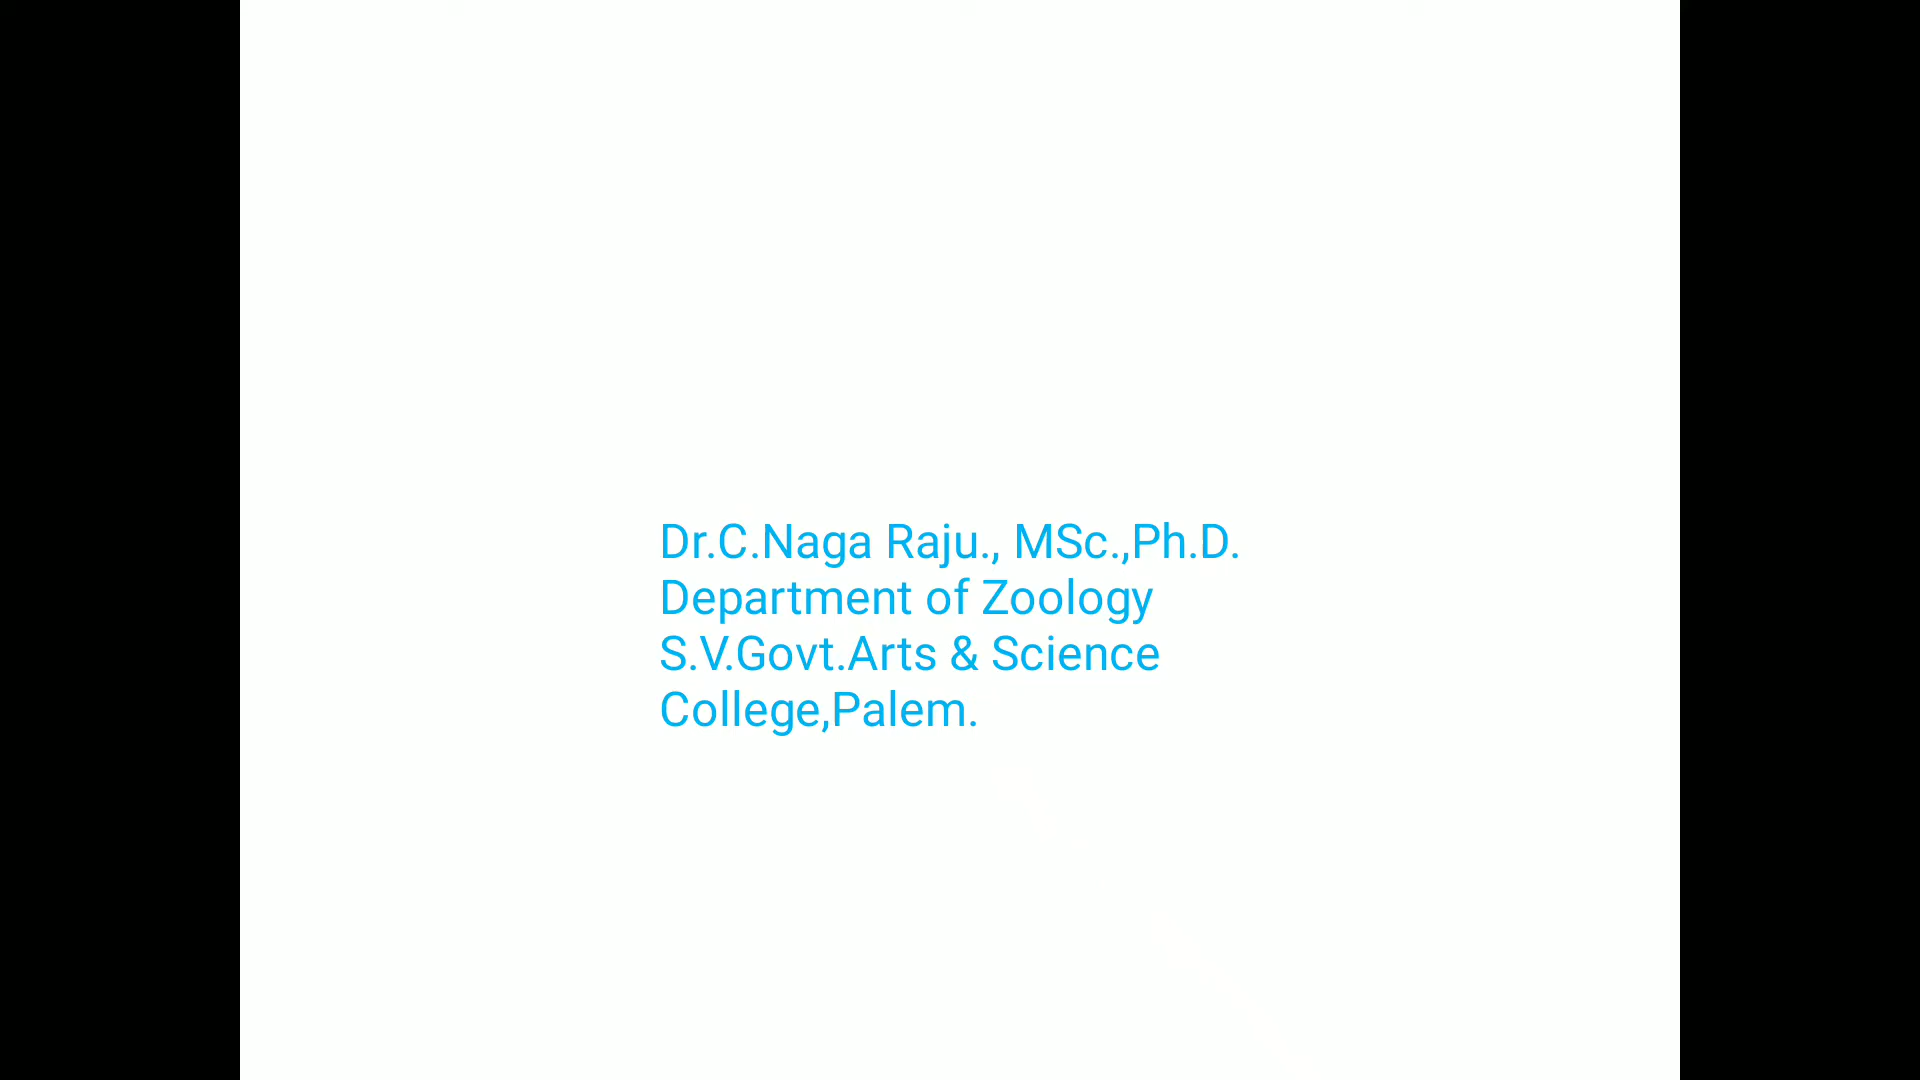 Dr.C.Naga Raju., MSc.,Ph.D.
Department of Zoology
S.V.Govt.Arts & Science
College,Palem.